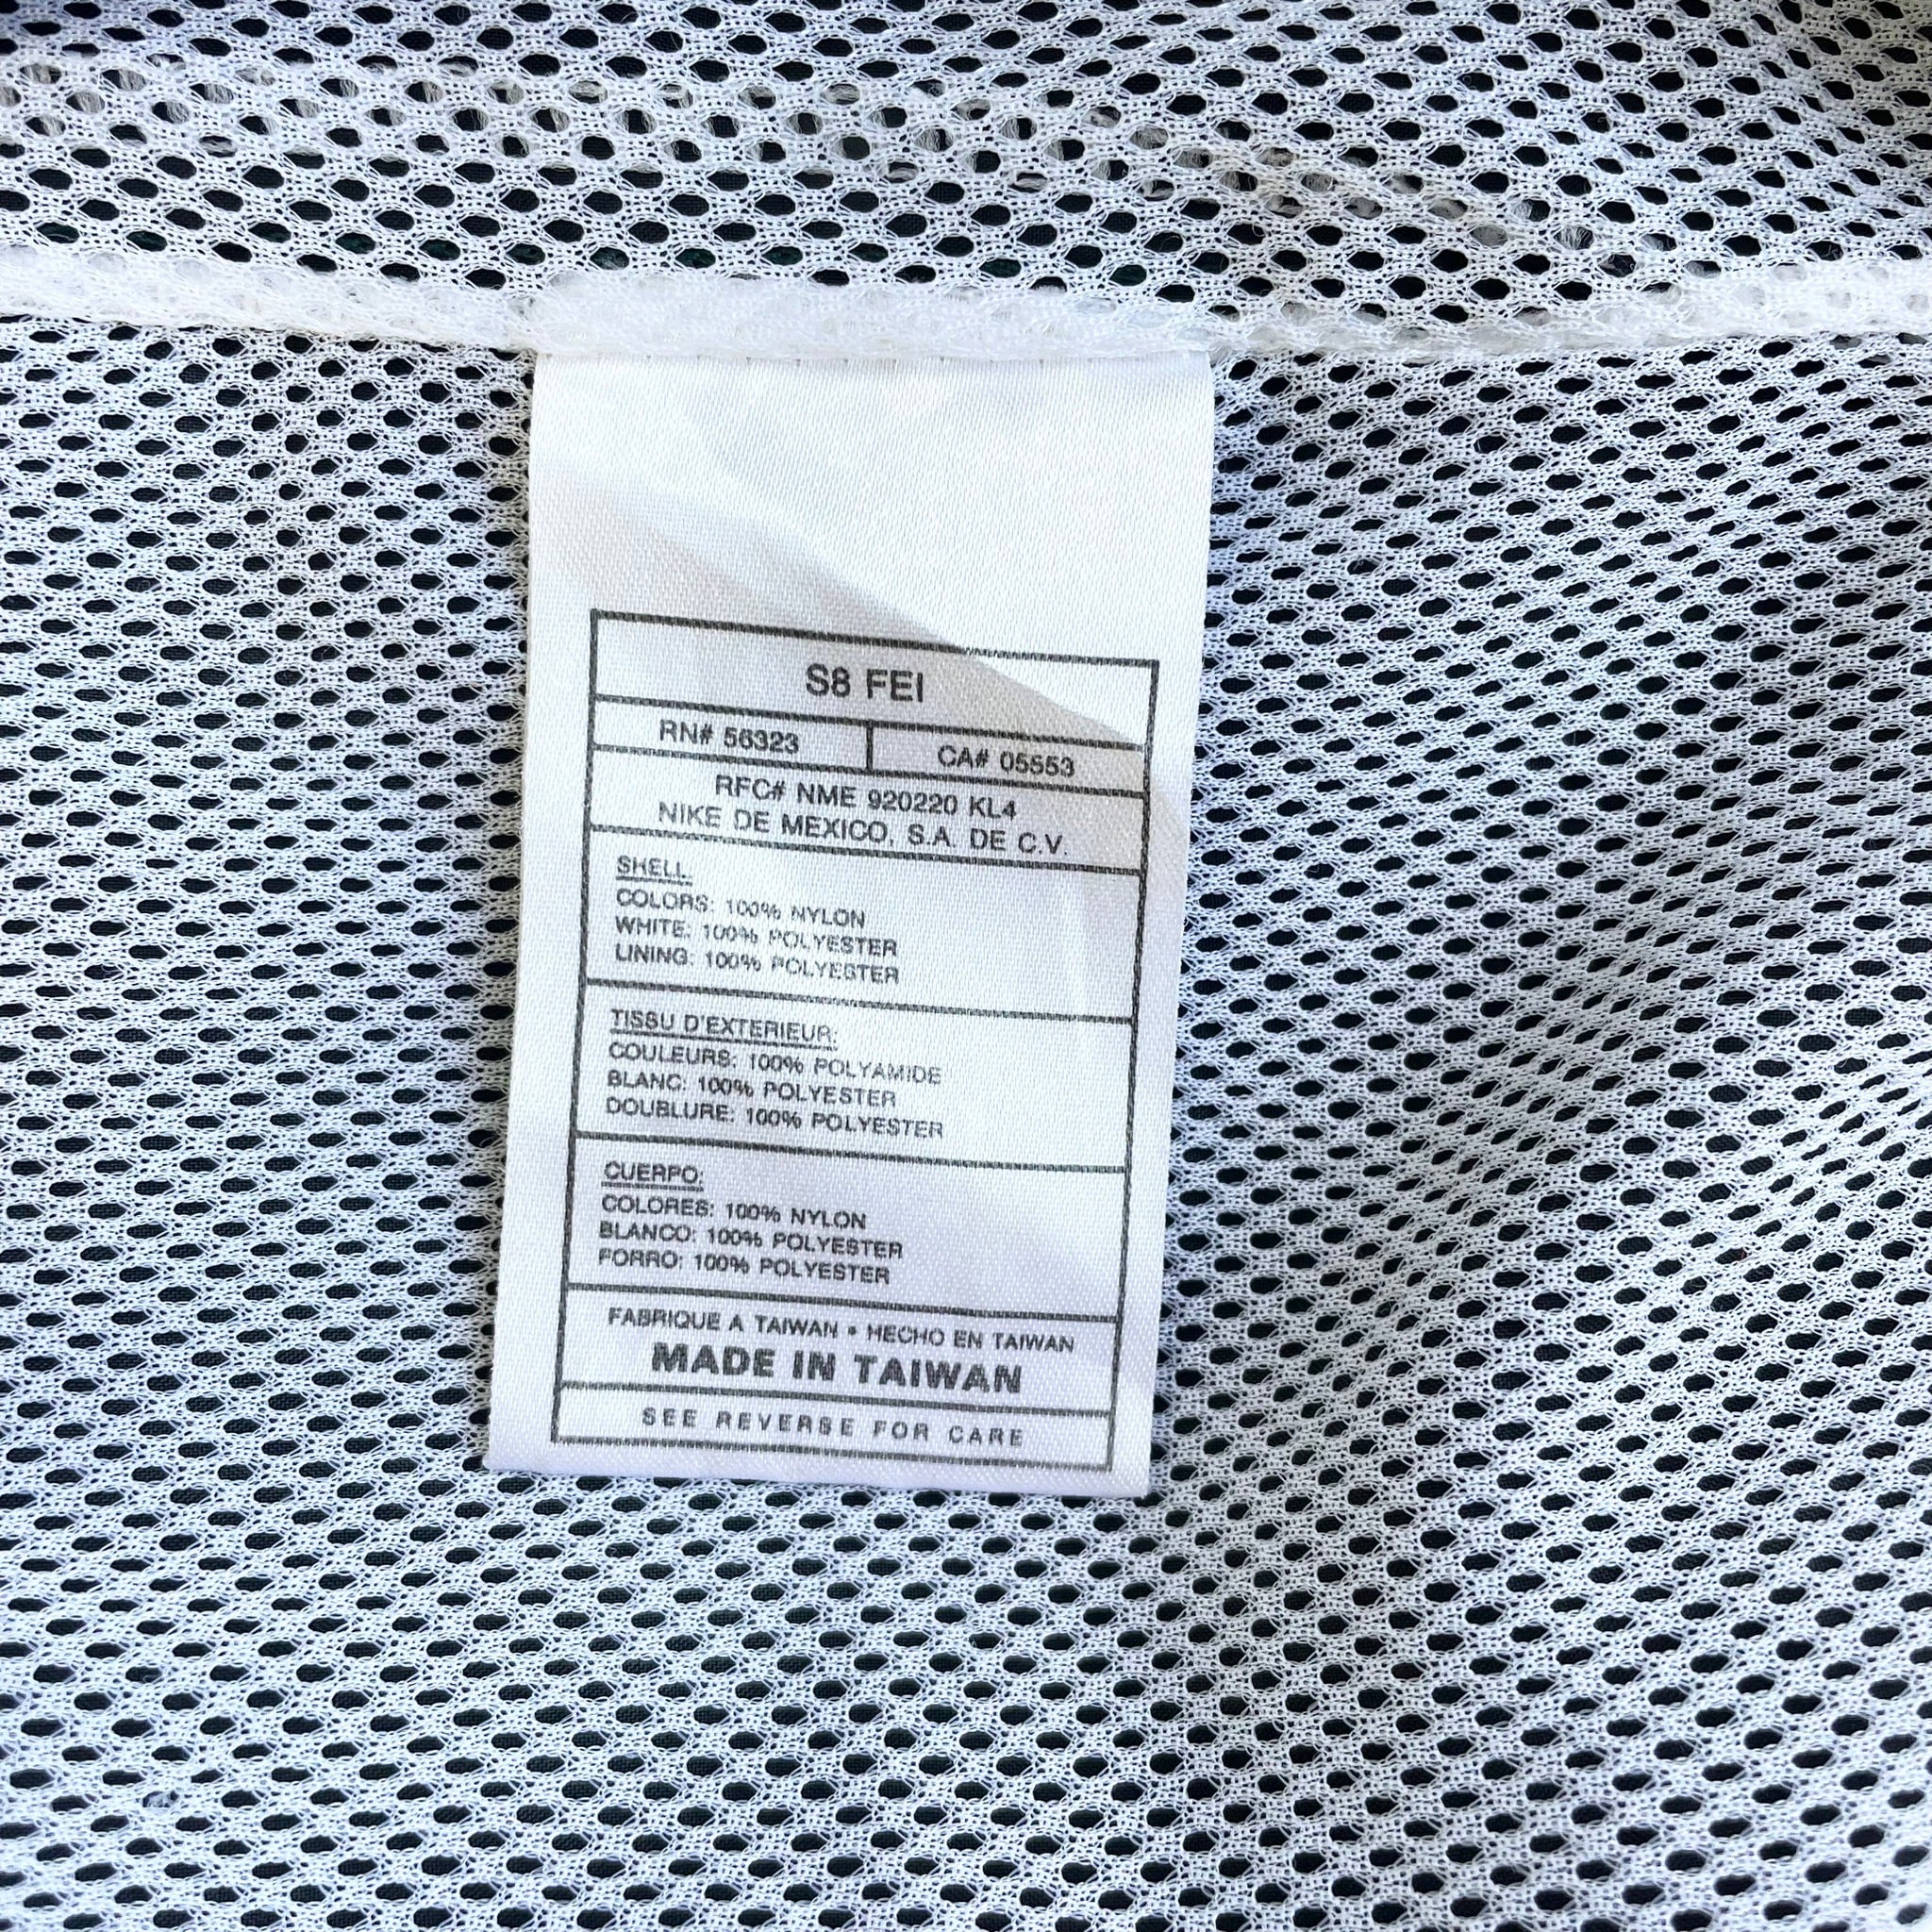 S8 FEI
RN# 56323
CA# 05553
RFC# NME 920220 KL4
NIKE DE MEXICO, S.A. DE C.V.
SHELL:
COLORS: 100% NYLON
WHITE: 100% POLYESTER
LINING: 100% POLYESTER
TISSU D'EXTERIEUR:
COULEURS: 100% POLYAMIDE
BLANC: 100% POLYESTER
DOUBLURE: 100% POLYESTER
CUERPO:
COLORES: 100% NYLON
BLANCO: 100% POLYESTER
FORRO: 100% POLYESTER
FABRIQUE A TAIWAN • HECHO EN TAIWAN
MADE IN TAIWAN
SEE REVERSE FOR CARE